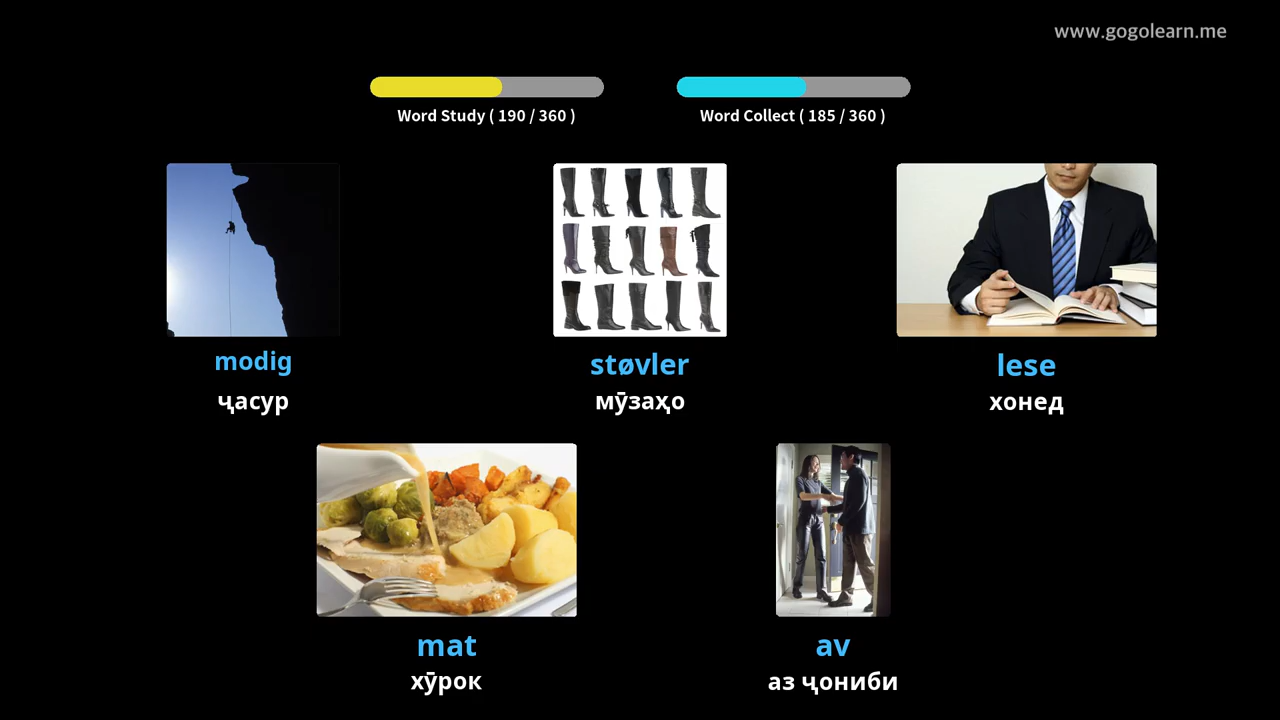 www.gogolearn.me
Word Study ( 190 / 360 )
Word Collect ( 185 / 360 )
modig
ҷасур
støvler
мӯзаҳо
lese
хонед
mat
хӯрок
av
аз ҷониби